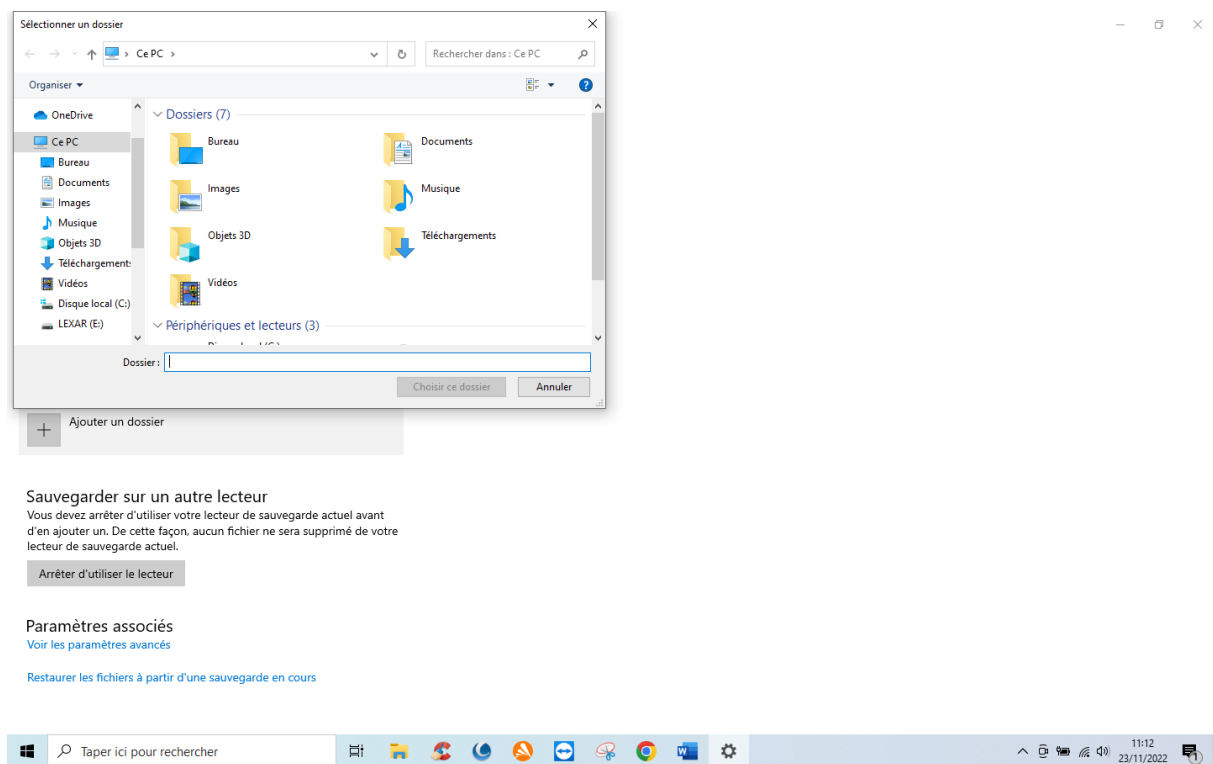 Sélectionner un dossier
Ce PC
Rechercher dans : Ce PC
Organiser
OneDrive
Ce PC
Bureau
Documents
Images
Musique
Objets 3D
Téléchargement
Vidéos
Disque local (C:)
LEXAR (E:)
Dossiers (7)
Bureau
Documents
Images
Musique
Objets 3D
Téléchargements
Vidéos
Périphériques et lecteurs (3)
Dossier :
Choisir ce dossier
Annuler
Ajouter un dossier
Sauvegarder sur un autre lecteur
Vous devez arrêter d'utiliser votre lecteur de sauvegarde actuel avant
d'en ajouter un. De cette façon, aucun fichier ne sera supprimé de votre
lecteur de sauvegarde actuel.
Arrêter d'utiliser le lecteur
Paramètres associés
Voir les paramètres avancés
Restaurer les fichiers à partir d'une sauvegarde en cours
Taper ici pour rechercher
11:12
23/11/2022
1